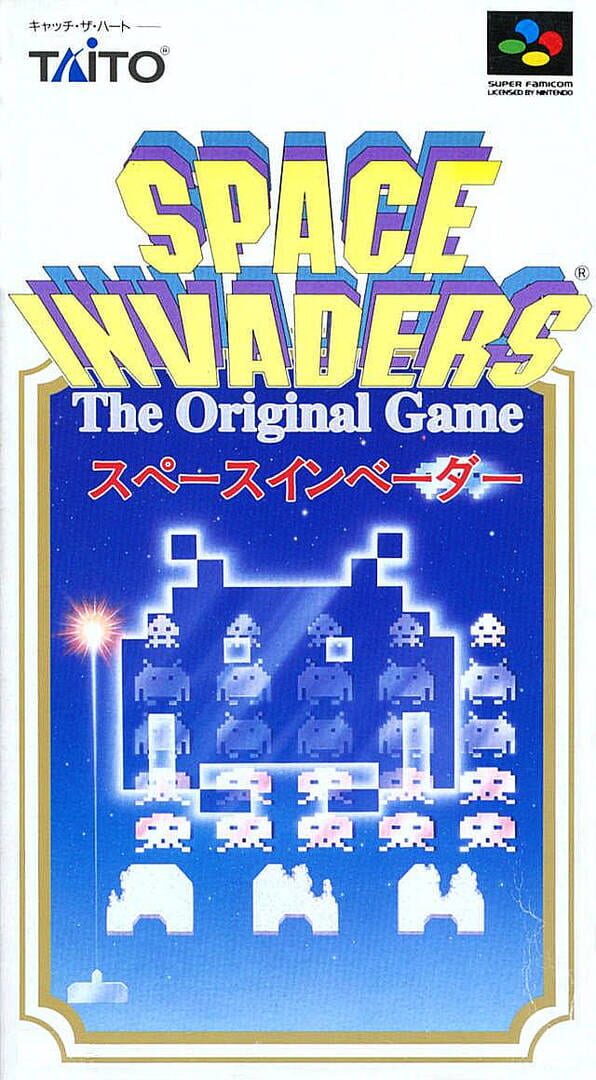 キャッチ・ザ・ハート
TAITO®
SUPER FAMICOM
LICENSED BY NINTENDO
SPACE
INVADERS®
The Original Game
スペースインベーダー